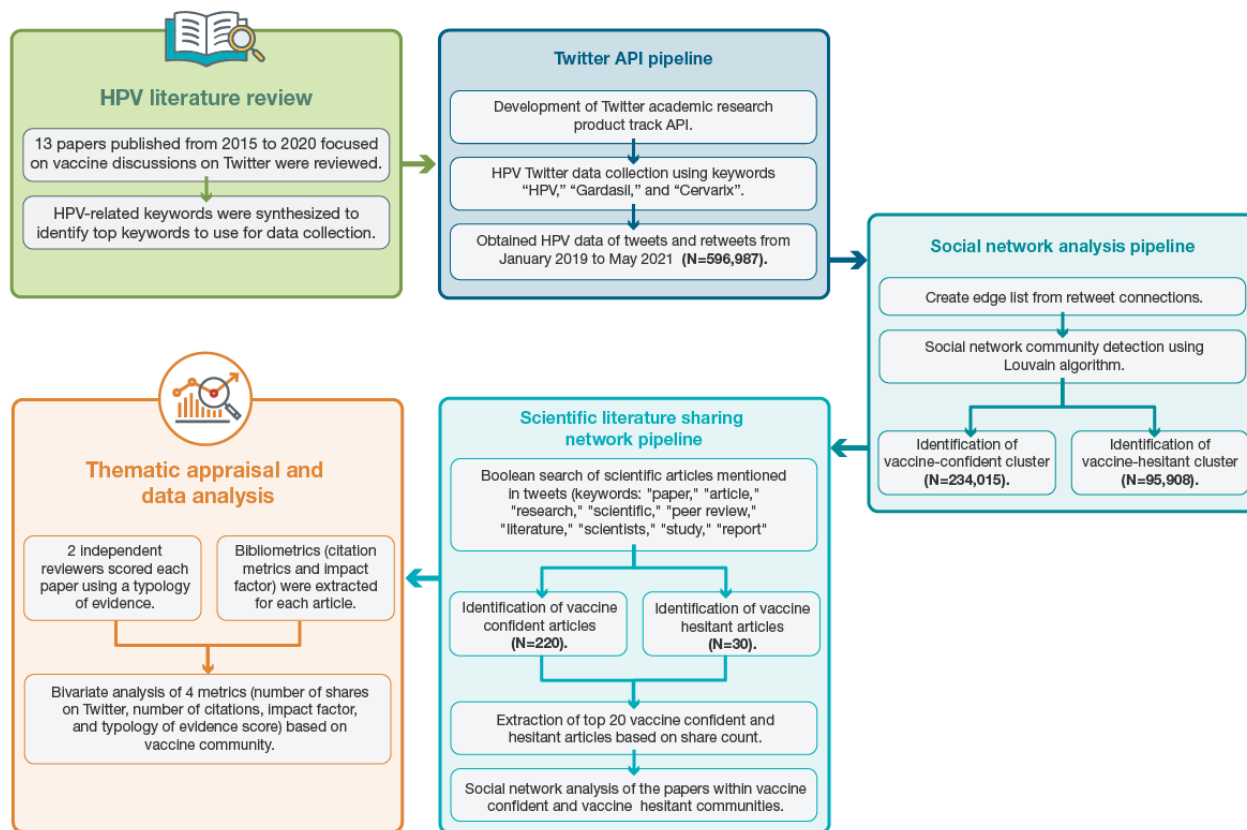 HPV literature review
13 papers published from 2015 to 2020 focused
on vaccine discussions on Twitter were reviewed.
HPV-related keywords were synthesized to
identify top keywords to use for data collection.
Twitter API pipeline
Development of Twitter academic research
product track API.
HPV Twitter data collection using keywords
“HPV,” “Gardasil,” and “Cervarix”.
Obtained HPV data of tweets and retweets from
January 2019 to May 2021 (N=596,987).
Social network analysis pipeline
Create edge list from retweet connections.
Social network community detection using
Louvain algorithm.
Identification of
vaccine-confident cluster
(N=234,015).
Identification of
vaccine-hesitant cluster
(N=95,908).
Scientific literature sharing
network pipeline
Boolean search of scientific articles mentioned
in tweets (keywords: "paper," "article,"
"research," "scientific," "peer review,"
"literature," "scientists," "study," "report"
Identification of vaccine
confident articles
(N=220).
Identification of vaccine
hesitant articles
(N=30).
Extraction of top 20 vaccine confident and
hesitant articles based on share count.
Social network analysis of the papers within vaccine
confident and vaccine hesitant communities.
Thematic appraisal and
data analysis
2 independent
reviewers scored each
paper using a typology
of evidence.
Bibliometrics (citation
metrics and impact
factor) were extracted
for each article.
Bivariate analysis of 4 metrics (number of shares
on Twitter, number of citations, impact factor,
and typology of evidence score) based on
vaccine community.